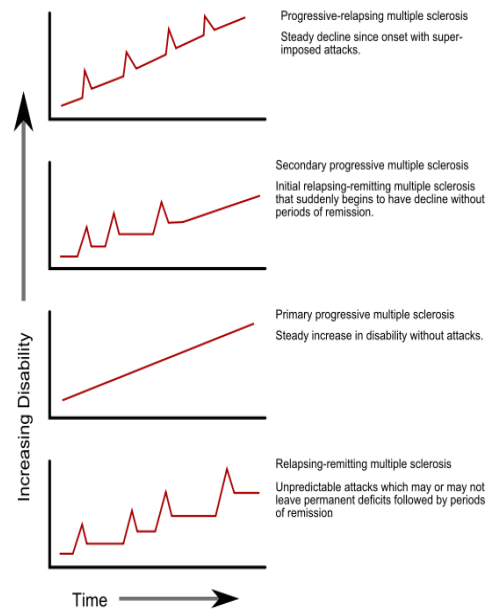 Progressive-relapsing multiple sclerosis
Steady decline since onset with super-
imposed attacks.
Secondary progressive multiple sclerosis
Initial relapsing-remitting multiple sclerosis
that suddenly begins to have decline without
periods of remission.
Primary progressive multiple sclerosis
Steady increase in disability without attacks.
Relapsing-remitting multiple sclerosis
Unpredictable attacks which may or may not
leave permanent deficits followed by periods
of remission
Increasing Disability
Time